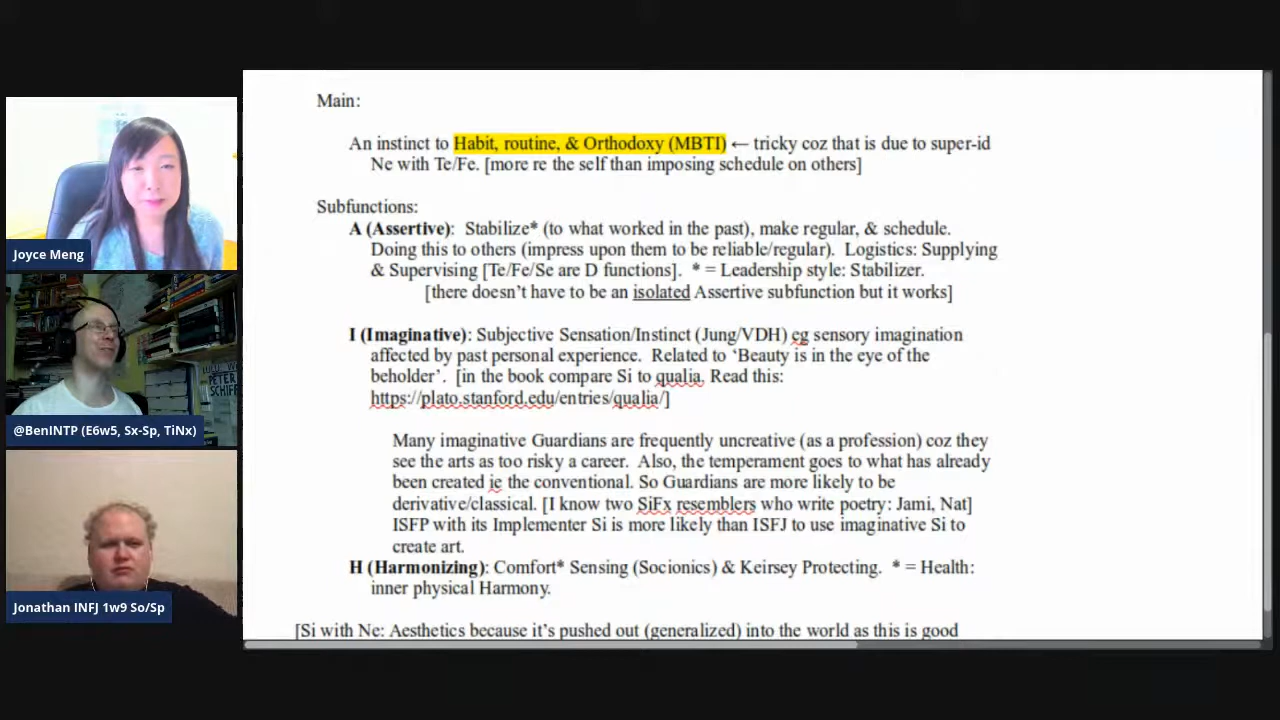 Joyce Meng
LULU W
PETER
SCHIFF
@BenINTP (E6w5, Sx-Sp, TiNx)
Jonathan INFJ 1w9 So/Sp
Main:
An instinct to Habit, routine, & Orthodoxy (MBTI) ← tricky coz that is due to super-id
Ne with Te/Fe. [more re the self than imposing schedule on others]
Subfunctions:
A (Assertive):  Stabilize* (to what worked in the past), make regular, & schedule.
Doing this to others (impress upon them to be reliable/regular).  Logistics: Supplying
& Supervising [Te/Fe/Se are D functions].  * = Leadership style: Stabilizer.
[there doesn’t have to be an isolated Assertive subfunction but it works]
I (Imaginative): Subjective Sensation/Instinct (Jung/VDH) eg sensory imagination
affected by past personal experience.  Related to ‘Beauty is in the eye of the
beholder’.  [in the book compare Si to qualia, Read this:
https://plato.stanford.edu/entries/qualia/]
Many imaginative Guardians are frequently uncreative (as a profession) coz they
see the arts as too risky a career.  Also, the temperament goes to what has already
been created ie the conventional. So Guardians are more likely to be
derivative/classical. [I know two SiFx resemblers who write poetry: Jami, Nat]
ISFP with its Implementer Si is more likely than ISFJ to use imaginative Si to
create art.
H (Harmonizing): Comfort* Sensing (Socionics) & Keirsey Protecting.  * = Health:
inner physical Harmony.
[Si with Ne: Aesthetics because it’s pushed out (generalized) into the world as this is good